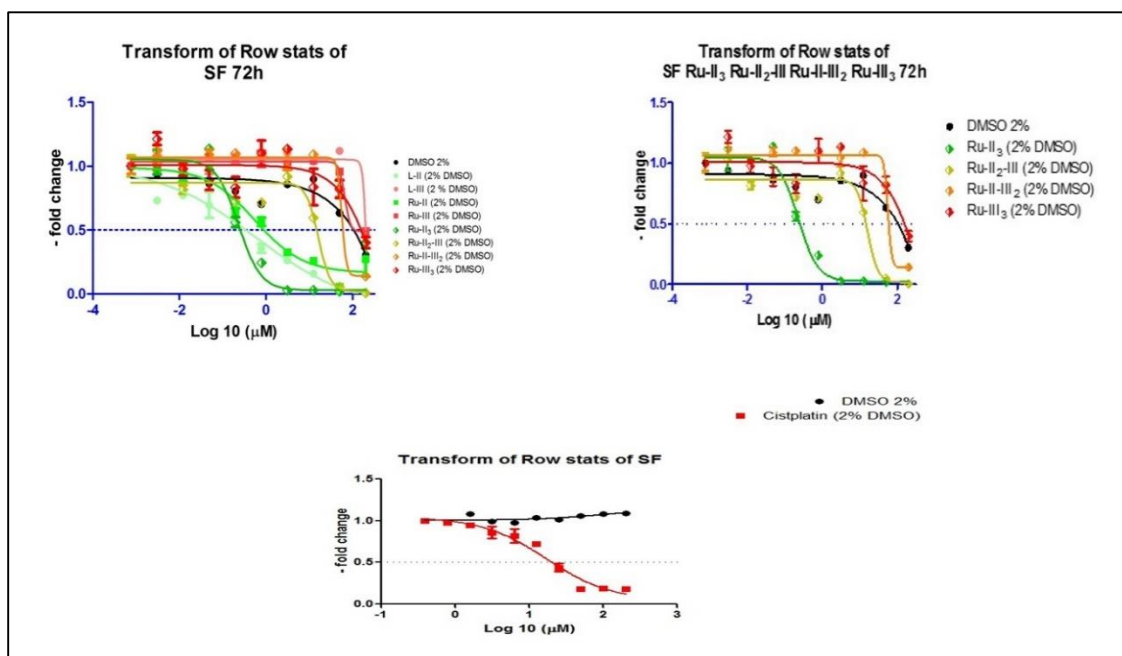 Transform of Row stats of
SF 72h
1.5
1.0
0.5
0.0
- fold change
-4
-2
0
2
4
Log 10 (µM)
DMSO 2%
L-II (2% DMSO)
L-III (2 % DMSO)
Ru-II (2% DMSO)
Ru-III (2% DMSO)
Ru-II₃ (2% DMSO)
Ru-II₂-III (2% DMSO)
Ru-II-III₂ (2% DMSO)
Ru-III₃ (2% DMSO)
Transform of Row stats of
SF Ru-II₃ Ru-II₂-III Ru-II-III₂ Ru-III₃ 72h
1.5
1.0
0.5
0.0
- fold change
-4
-2
0
2
Log 10 (µM)
DMSO 2%
Ru-II₃ (2% DMSO)
Ru-II₂-III (2% DMSO)
Ru-II-III₂ (2% DMSO)
Ru-III₃ (2% DMSO)
DMSO 2%
Cistplatin (2% DMSO)
Transform of Row stats of SF
1.5
1.0
0.5
0.0
- fold change
-1
0
1
2
3
Log 10 (µM)